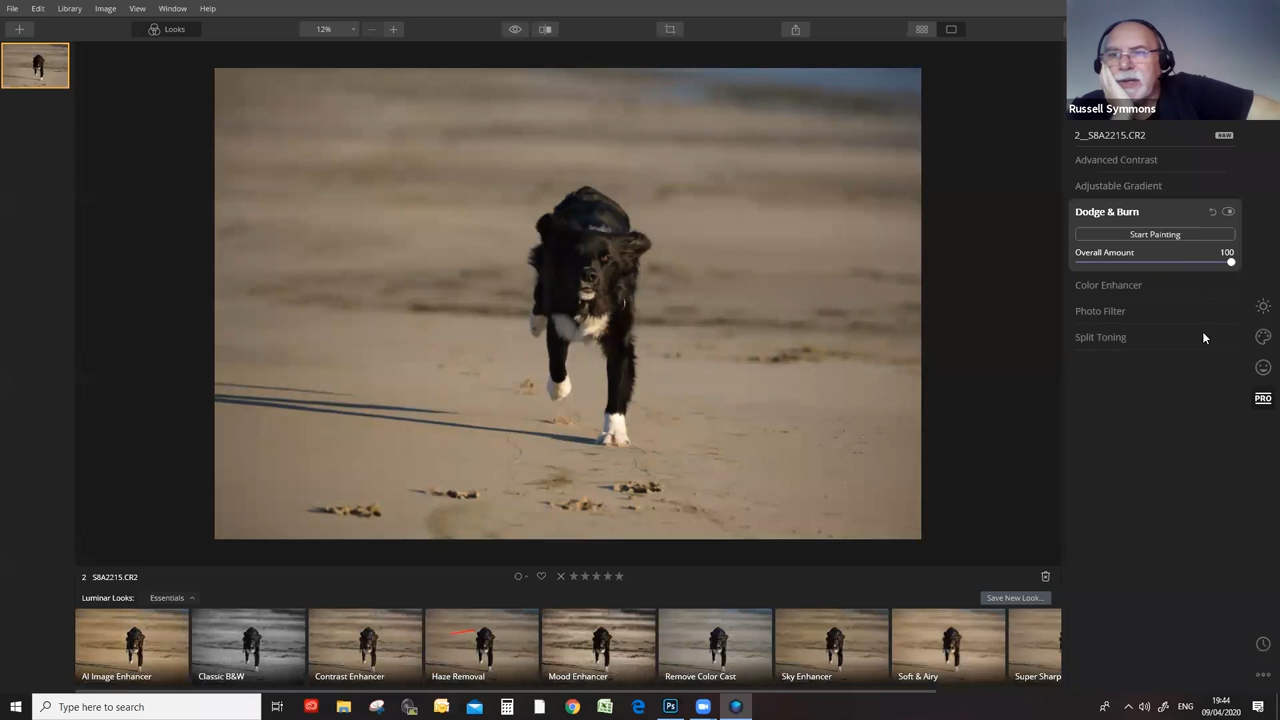 File Edit Library Image View Window Help
Looks 12%
Russell Symmons
2__S8A2215.CR2 RAW
Advanced Contrast
Adjustable Gradient
Dodge & Burn
Start Painting
Overall Amount 100
Color Enhancer
Photo Filter
Split Toning
PRO
2__S8A2215.CR2
Luminar Looks: Essentials Save New Look...
AI Image Enhancer Classic B&W Contrast Enhancer Haze Removal Mood Enhancer Remove Color Cast Sky Enhancer Soft & Airy Super Sharp
Type here to search Ps ENG 19:44
09/04/2020